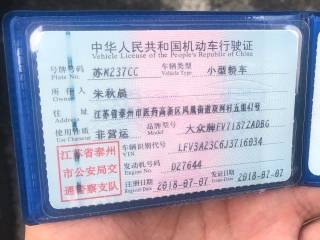 中华人民共和国机动车行驶证
Vehicle License of the People's Republic of China
号牌号码 苏M237CC 车辆类型 小型轿车
Plate No. Vehicle Type
所有人 朱秋晨
Owner
住址 江苏省泰州市医药高新区凤凰街道 村五组41号
Address
使用性质 非营运 品牌型号 大众牌FV7187ZADBG
Use Character Model
江苏省泰州市公安局交通警察支队
车辆识别代号 LFV3A23C6J3716034
VIN
发动机号码 D27644
Engine No.
注册日期 2018-07-07 发证日期 2018-07-07
Register Date Issue Date